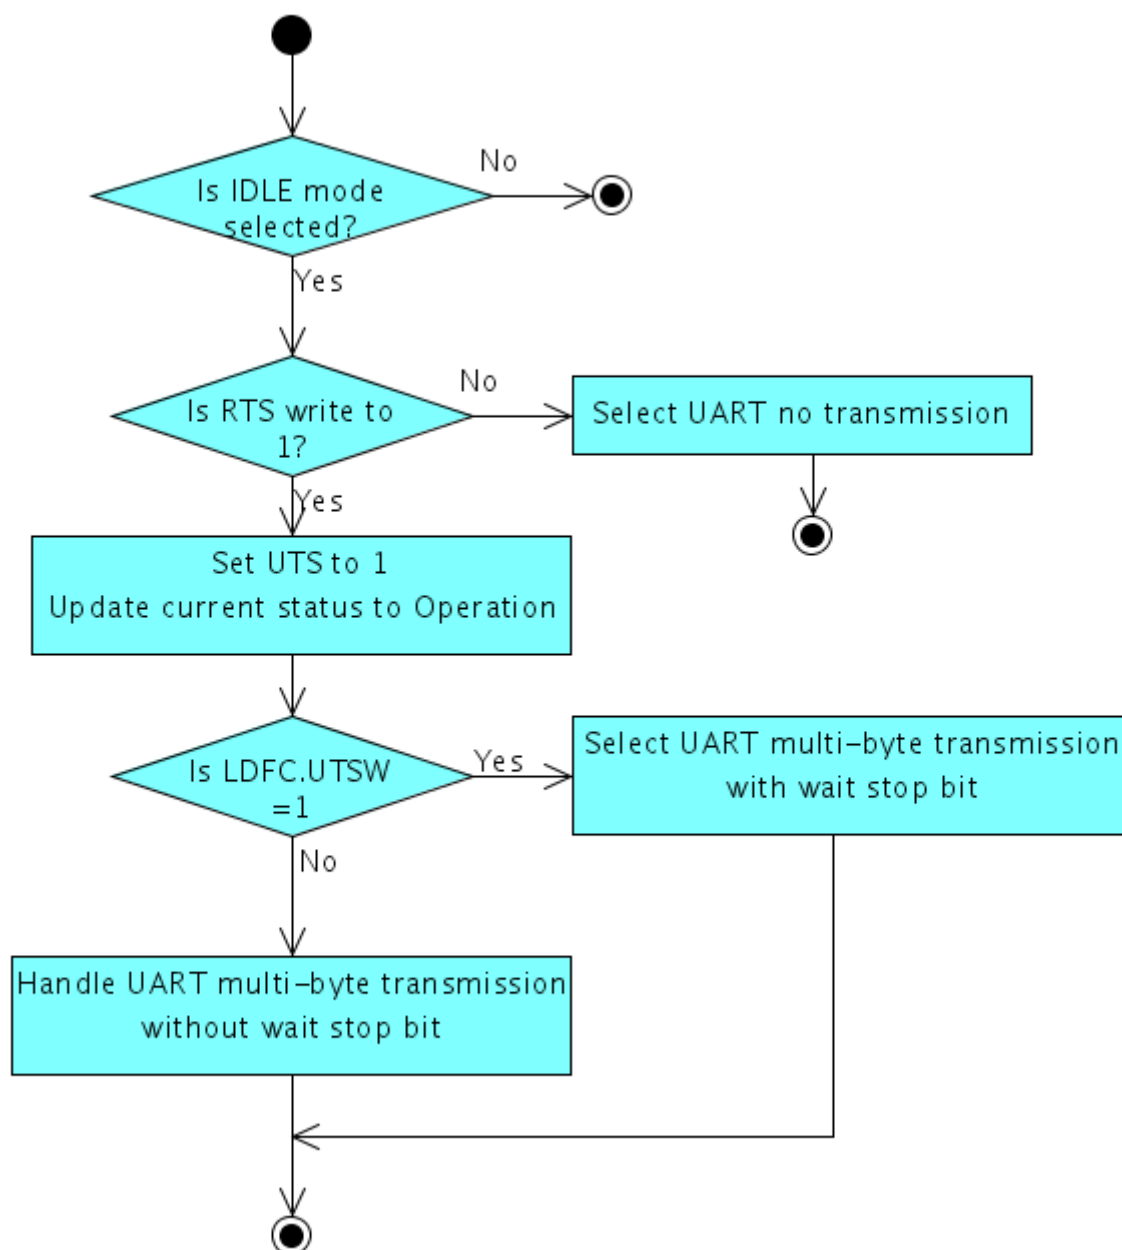 Is IDLE mode
selected?
No
Yes
Is RTS write to
1?
No
Select UART no transmission
Yes
Set UTS to 1
Update current status to Operation
Is LDFC.UTSW
=1
Yes
Select UART multi-byte transmission
with wait stop bit
No
Handle UART multi-byte transmission
without wait stop bit